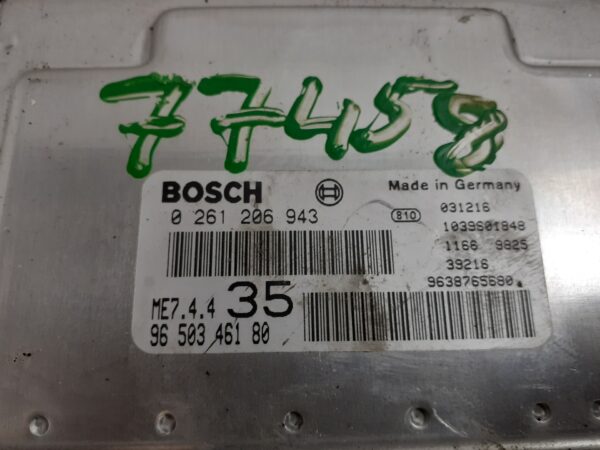 77458
BOSCH
Made in Germany
0 261 206 943
810
031216
1039S01848
1166 9825
39216
9638765680.
ME7.4.4 35
96 503 461 80